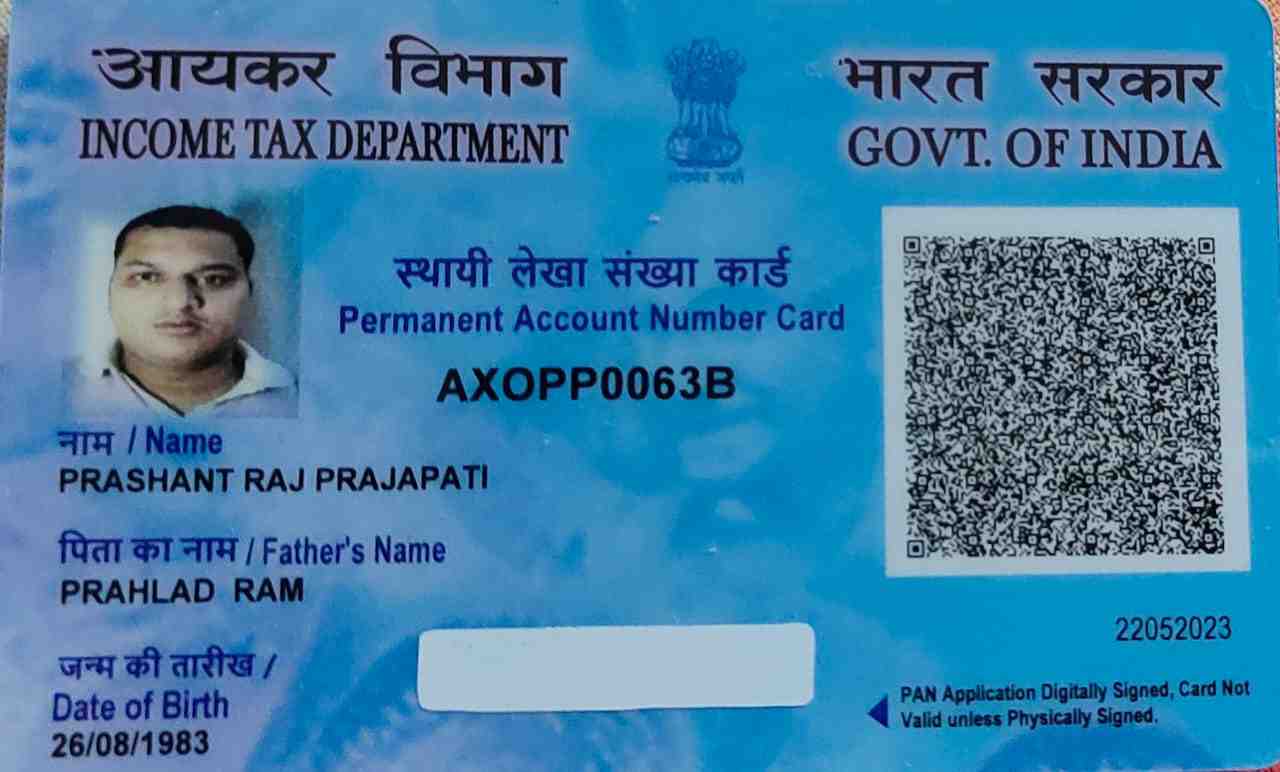 आयकर विभाग
INCOME TAX DEPARTMENT
भारत सरकार
GOVT. OF INDIA
सत्यमेव जयते
स्थायी लेखा संख्या कार्ड
Permanent Account Number Card
AXOPP0063B
नाम / Name
PRASHANT RAJ PRAJAPATI
पिता का नाम / Father's Name
PRAHLAD RAM
जन्म की तारीख /
Date of Birth
26/08/1983
22052023
PAN Application Digitally Signed, Card Not
Valid unless Physically Signed.